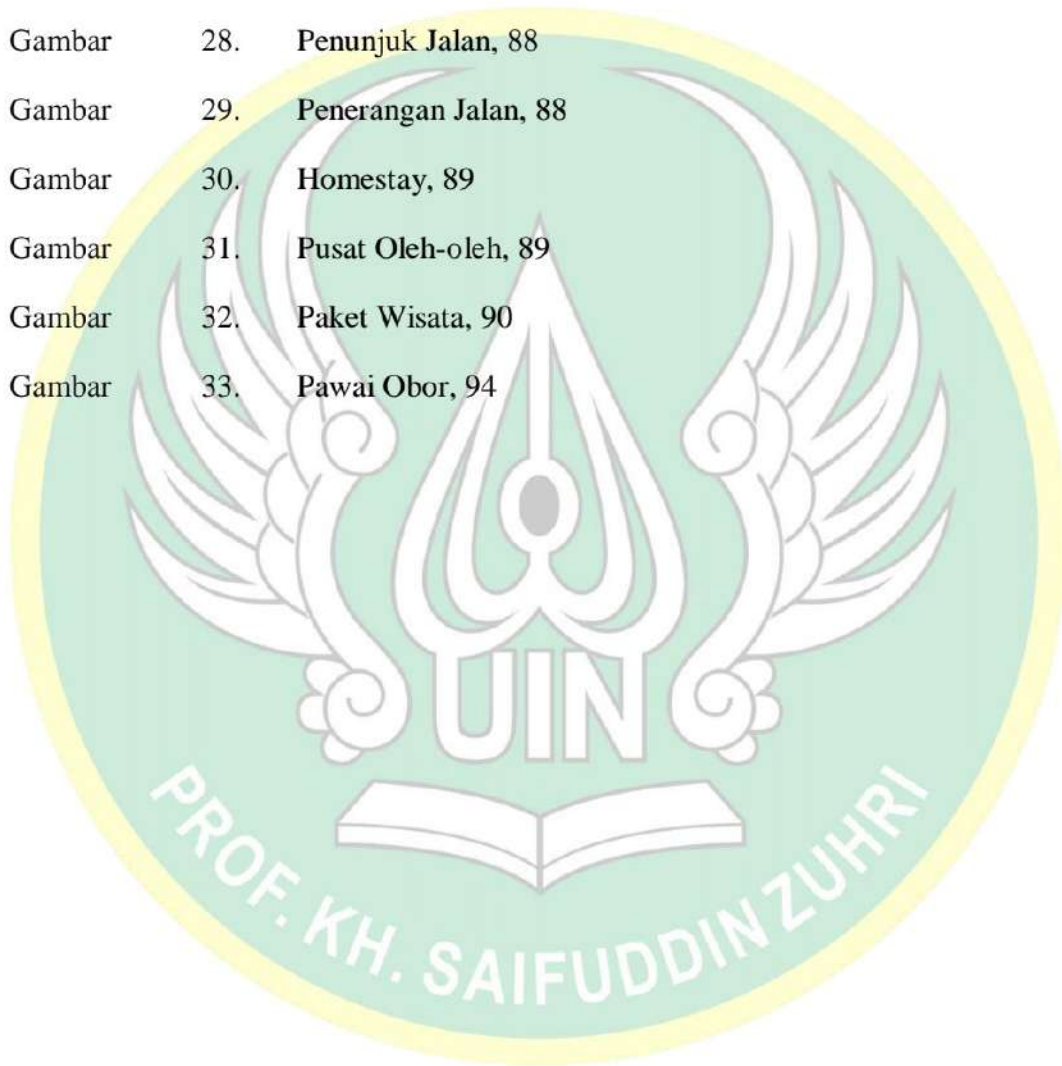 Gambar 28. Penunjuk Jalan, 88
Gambar 29. Penerangan Jalan, 88
Gambar 30. Homestay, 89
Gambar 31. Pusat Oleh-oleh, 89
Gambar 32. Paket Wisata, 90
Gambar 33. Pawai Obor, 94
UIN
PROF. KH. SAIFUDDIN ZUHRI